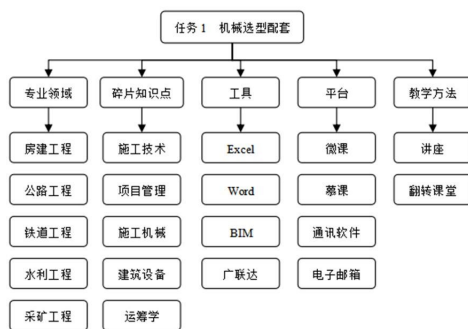 任务1 机械选型配套
专业领域 碎片知识点 工具 平台 教学方法
房建工程 施工技术 Excel 微课 讲座
公路工程 项目管理 Word 慕课 翻转课堂
铁道工程 施工机械 BIM 通讯软件
水利工程 建筑设备 广联达 电子邮箱
采矿工程 运筹学